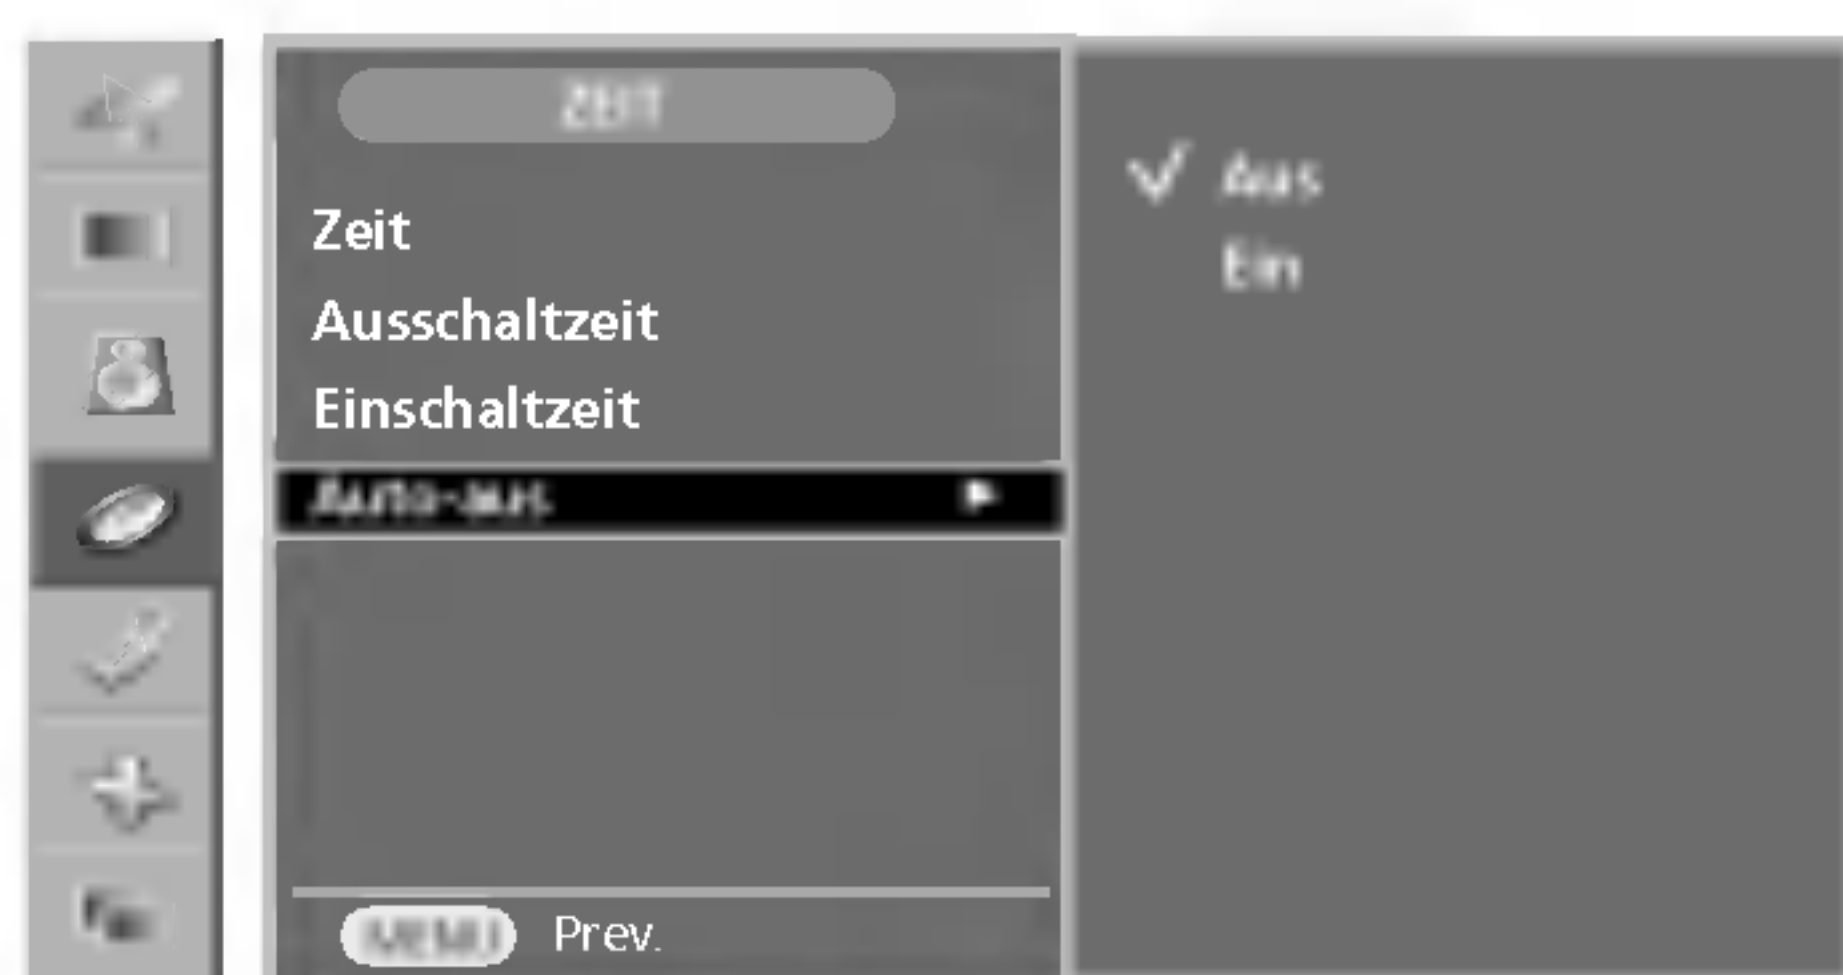 ZEIT
Zeit
Ausschaltzeit
Einschaltzeit
Auto-aus
MENU Prev.
Aus
Ein